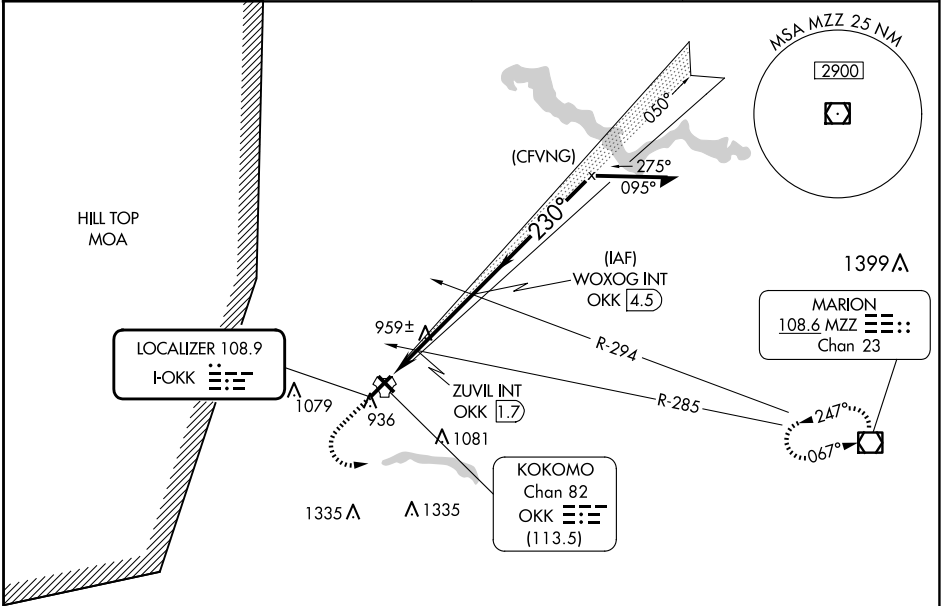 MSA MZZ 25 NM
2900
050°
(CFVNG)
275°
095°
HILL TOP
MOA
230°
(IAF)
WOXOG INT
OKK 4.5
1399
MARION
108.6 MZZ
Chan 23
959±
LOCALIZER 108.9
I-OKK
R-294
1079
936
ZUVIL INT
OKK 1.7
R-285
247°
067°
1081
KOKOMO
Chan 82
OKK
(113.5)
1335
1335